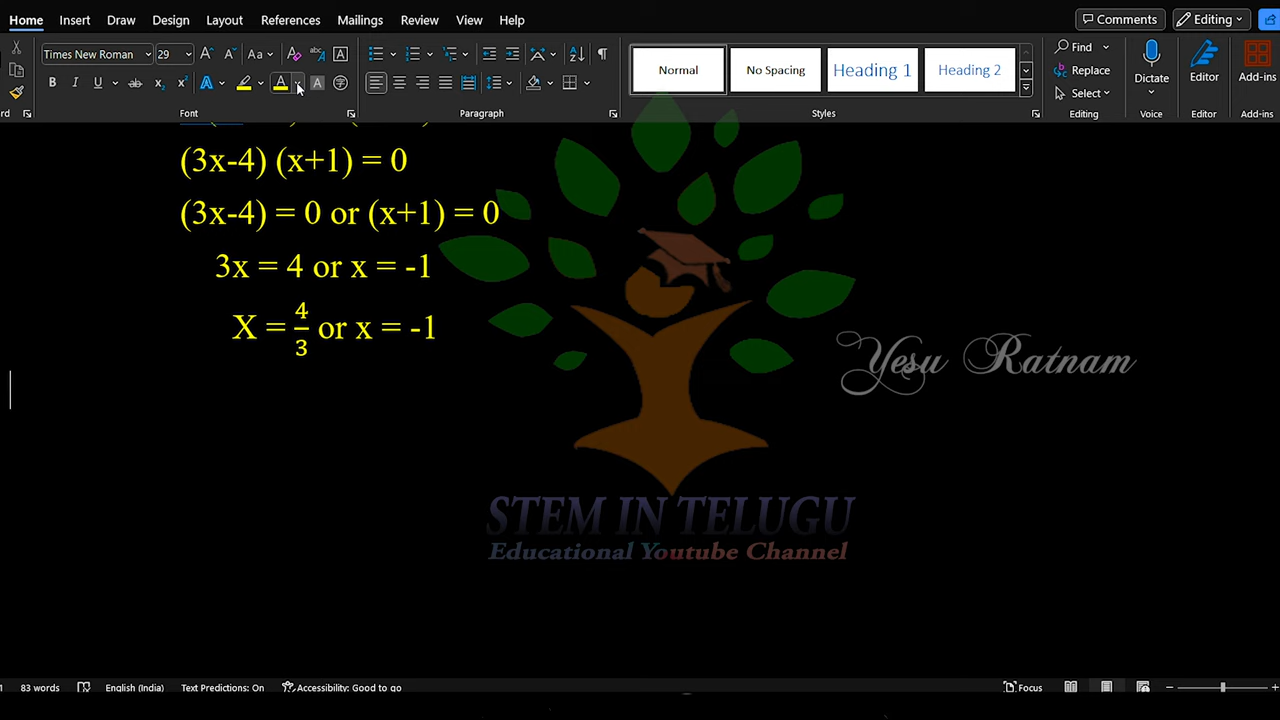 Home Insert Draw Design Layout References Mailings Review View Help Comments Editing
Times New Roman 29 Aa Find
Normal No Spacing Heading 1 Heading 2 Replace Dictate Editor Add-ins
Select
Font Paragraph Styles Editing Voice Editor Add-ins
(3x-4) (x+1) = 0
(3x-4) = 0 or (x+1) = 0
3x = 4 or x = -1
X = 4/3 or x = -1
Yesu Ratnam
STEM IN TELUGU
Educational Youtube Channel
83 words English (India) Text Predictions: On Accessibility: Good to go Focus